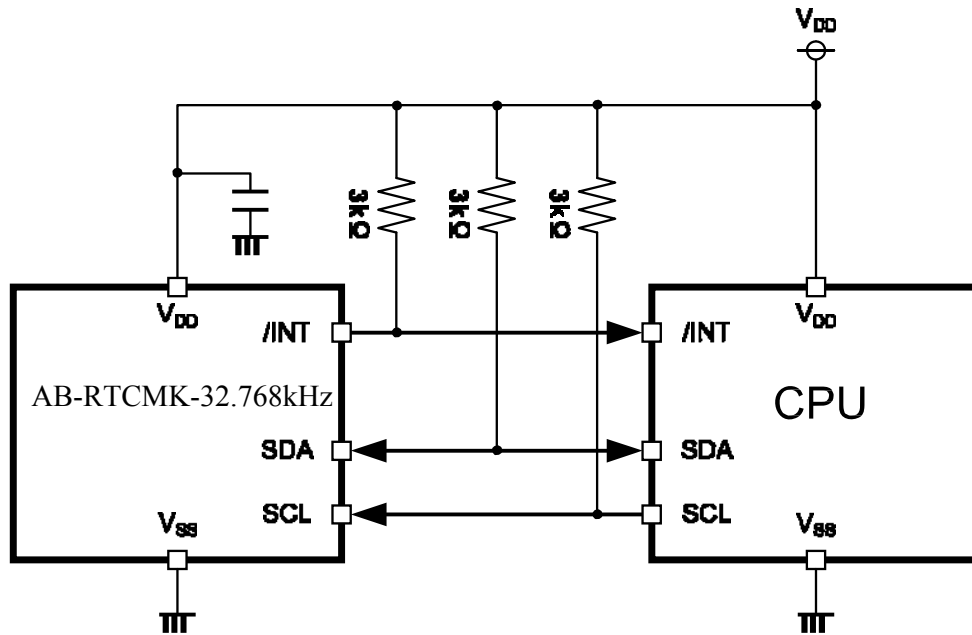 VDD
3kΩ
3kΩ
3kΩ
VDD
VDD
/INT
/INT
AB-RTCMK-32.768kHz
CPU
SDA
SDA
SCL
SCL
VSS
VSS